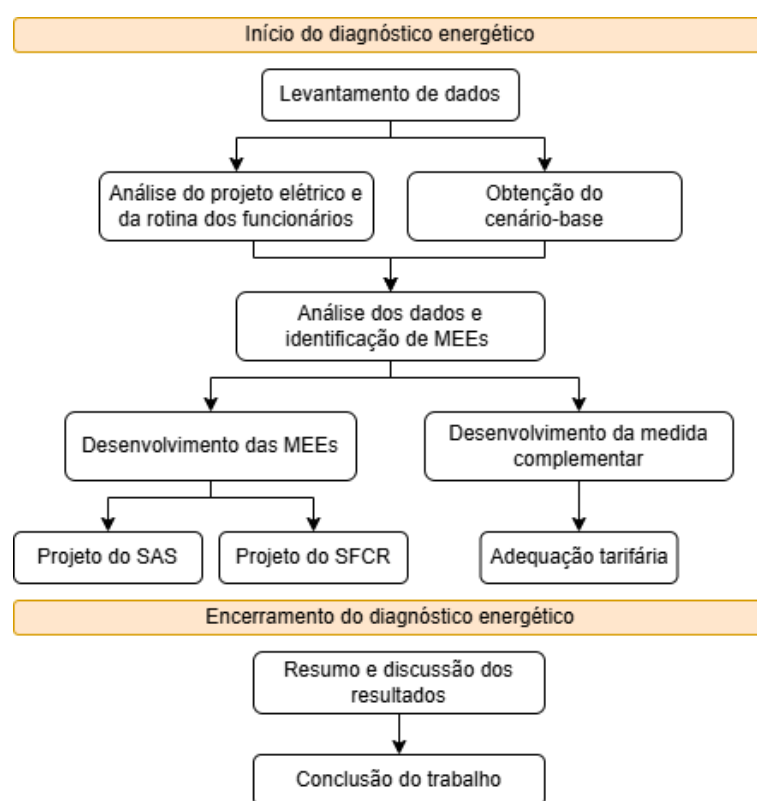 Início do diagnóstico energético
Levantamento de dados
Análise do projeto elétrico e
da rotina dos funcionários
Obtenção do
cenário-base
Análise dos dados e
identificação de MEEs
Desenvolvimento das MEEs
Desenvolvimento da medida
complementar
Projeto do SAS
Projeto do SFCR
Adequação tarifária
Encerramento do diagnóstico energético
Resumo e discussão dos
resultados
Conclusão do trabalho